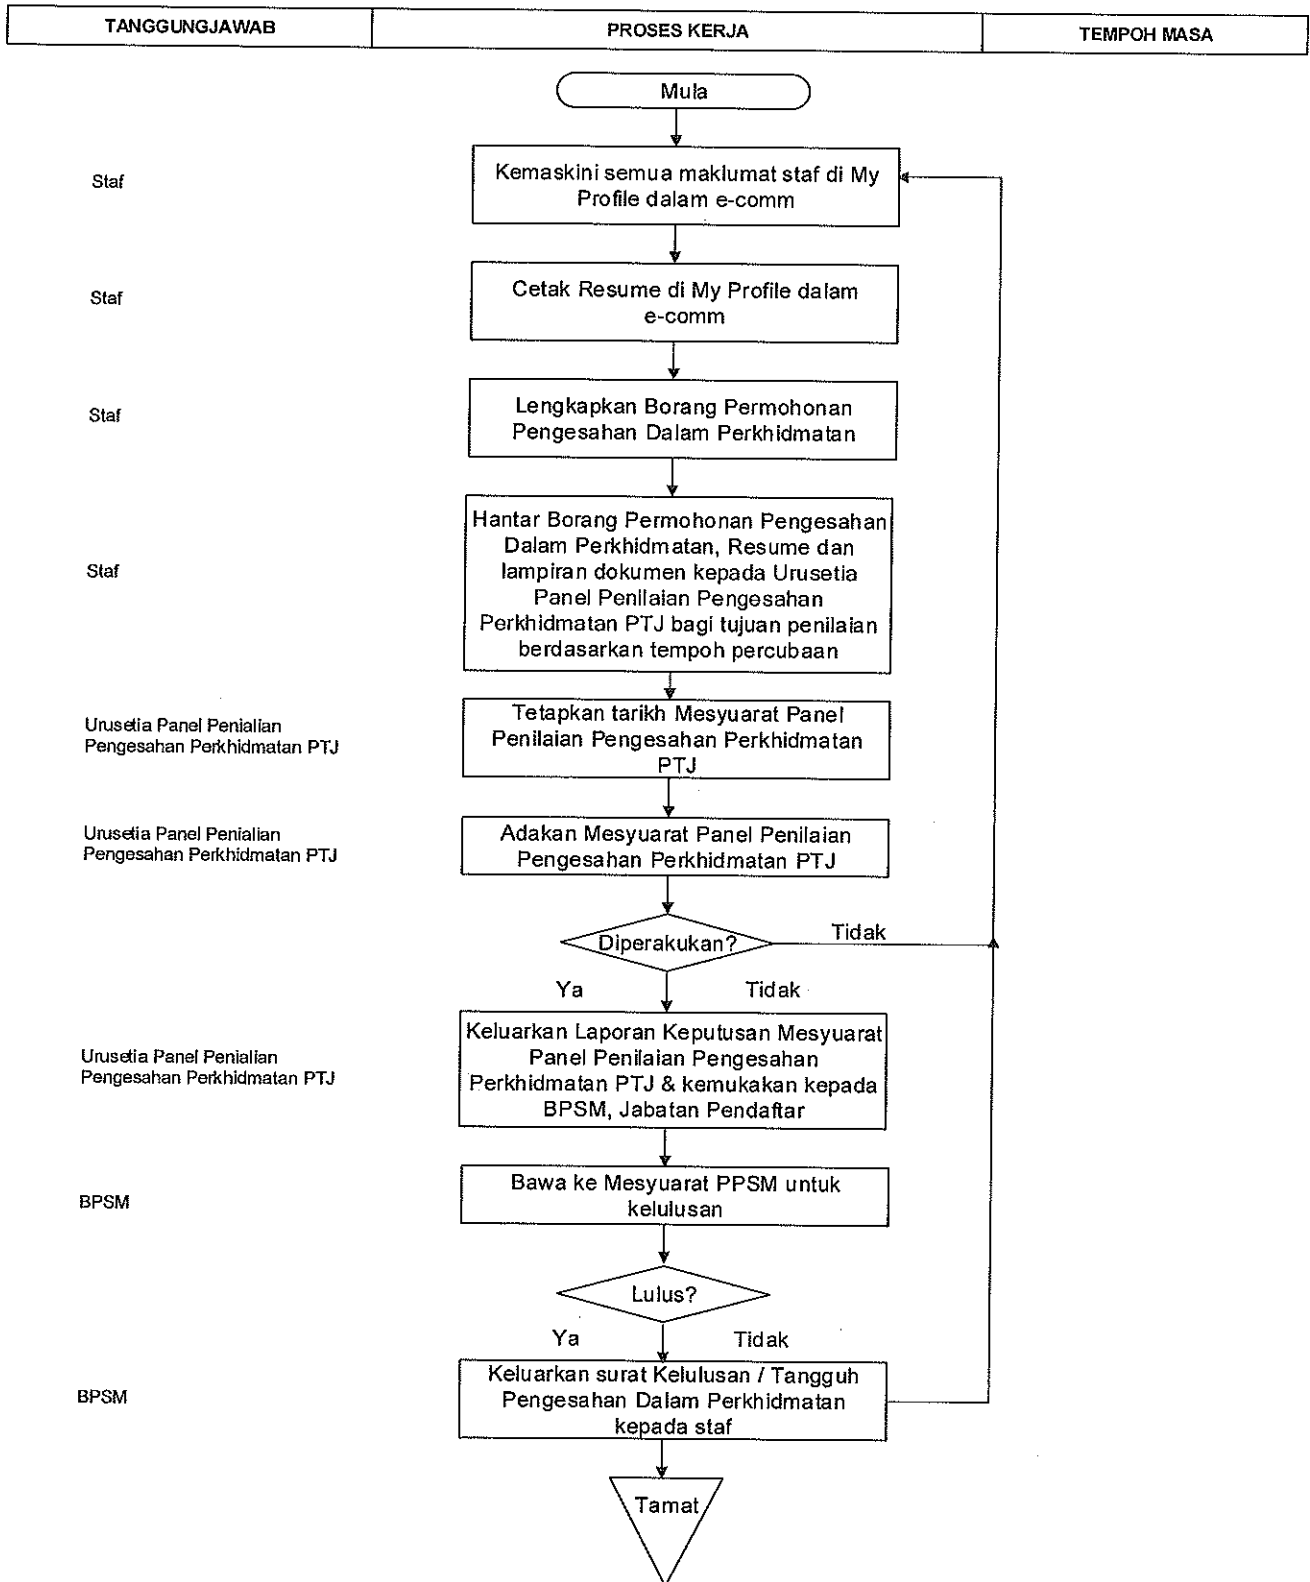 TANGGUNGJAWAB
PROSES KERJA
TEMPOH MASA
Mula
Staf
Kemaskini semua maklumat staf di My
Profile dalam e-comm
Staf
Cetak Resume di My Profile dalam
e-comm
Staf
Lengkapkan Borang Permohonan
Pengesahan Dalam Perkhidmatan
Staf
Hantar Borang Permohonan Pengesahan
Dalam Perkhidmatan, Resume dan
lampiran dokumen kepada Urusetia
Panel Penilaian Pengesahan
Perkhidmatan PTJ bagi tujuan penilaian
berdasarkan tempoh percubaan
Urusetia Panel Penialian
Pengesahan Perkhidmatan PTJ
Tetapkan tarikh Mesyuarat Panel
Penilaian Pengesahan Perkhidmatan
PTJ
Urusetia Panel Penialian
Pengesahan Perkhidmatan PTJ
Adakan Mesyuarat Panel Penilaian
Pengesahan Perkhidmatan PTJ
Diperakukan?
Tidak
Ya
Tidak
Urusetia Panel Penialian
Pengesahan Perkhidmatan PTJ
Keluarkan Laporan Keputusan Mesyuarat
Panel Penilaian Pengesahan
Perkhidmatan PTJ & kemukakan kepada
BPSM, Jabatan Pendaftar
BPSM
Bawa ke Mesyuarat PPSM untuk
kelulusan
Lulus?
Ya
Tidak
BPSM
Keluarkan surat Kelulusan / Tangguh
Pengesahan Dalam Perkhidmatan
kepada staf
Tamat